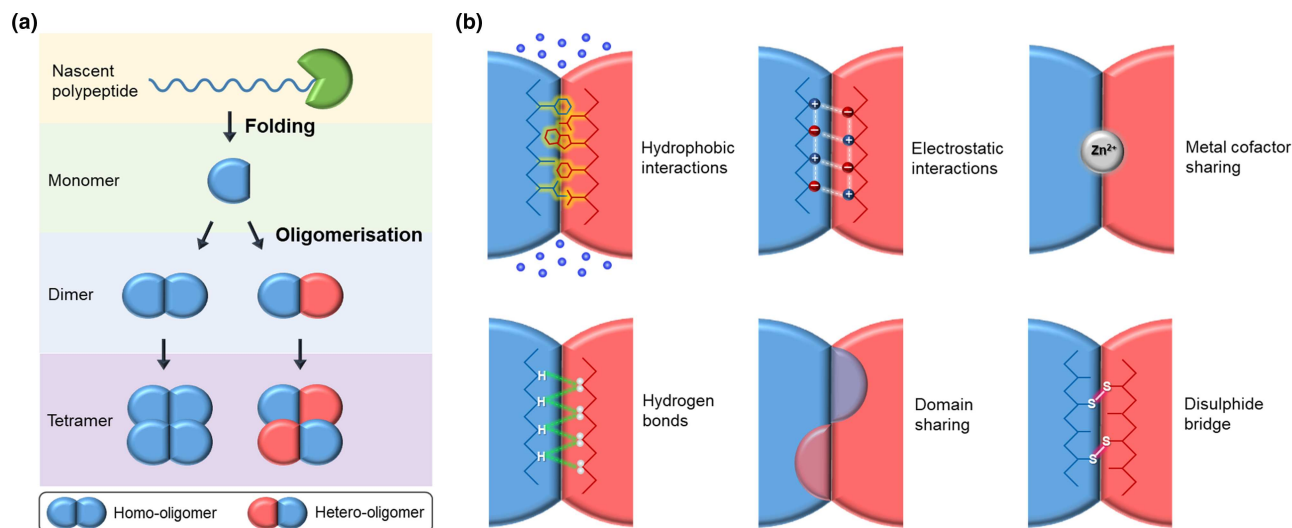 (a)
Nascent
polypeptide
Folding
Monomer
Oligomerisation
Dimer
Tetramer
Homo-oligomer
Hetero-oligomer
(b)
Hydrophobic
interactions
+ −
− +
+ −
− +
Electrostatic
interactions
Zn²⁺
Metal cofactor
sharing
H
H
H
H
Hydrogen
bonds
Domain
sharing
S
S
S
S
Disulphide
bridge